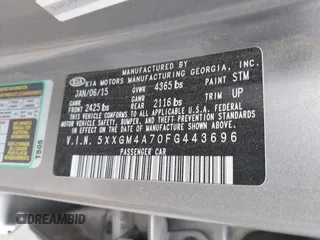 KIA KIA MOTORS MANUFACTURING GEORGIA, INC.
JAN/06/15 GVWR 4365 lbs PAINT STM
GAWR GAWR TRIM UP
FRONT 2425 lbs REAR 2116 lbs
THIS VEHICLE CONFORMS TO ALL APPLICABLE U.S. FEDERAL
MOTOR VEHICLE SAFETY, BUMPER, AND THEFT PREVENTION
STANDARDS IN EFFECT ON THE DATE OF MANUFACTURE SHOWN ABOVE.
V.I.N. 5XXGM4A70FG443696
PASSENGER CAR
T505
DREAMBID